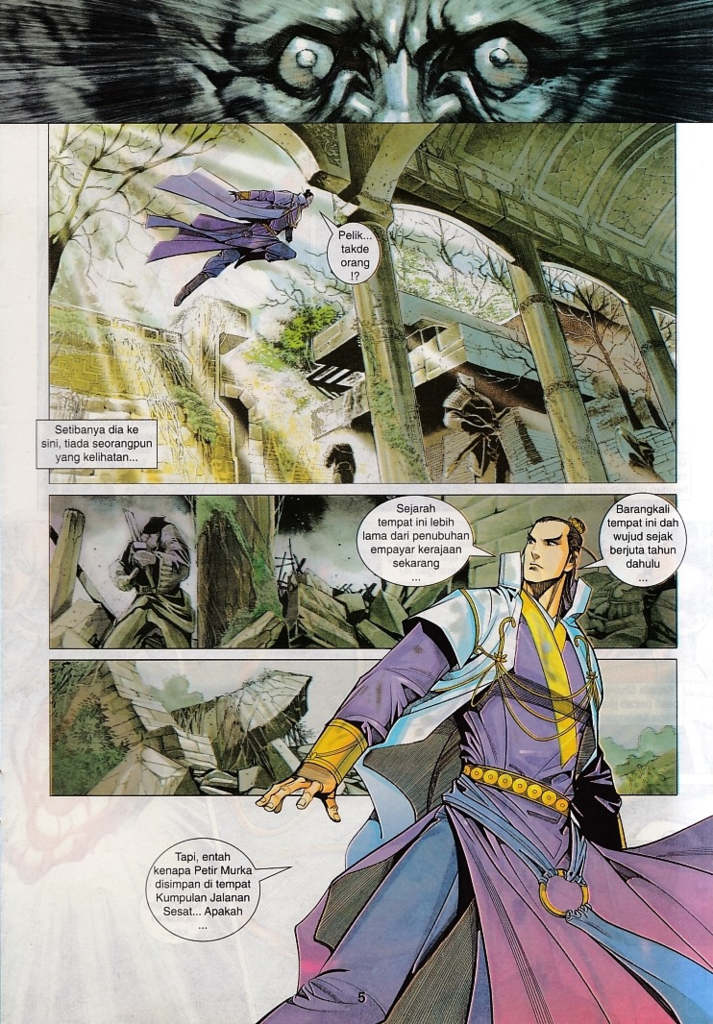 Pelik...
takde
orang
!?
Setibanya dia ke
sini, tiada seorangpun
yang kelihatan...
Sejarah
tempat ini lebih
lama dari penubuhan
empayar kerajaan
sekarang
...
Barangkali
tempat ini dah
wujud sejak
berjuta tahun
dahulu
...
Tapi, entah
kenapa Petir Murka
disimpan di tempat
Kumpulan Jalanan
Sesat... Apakah
...
5